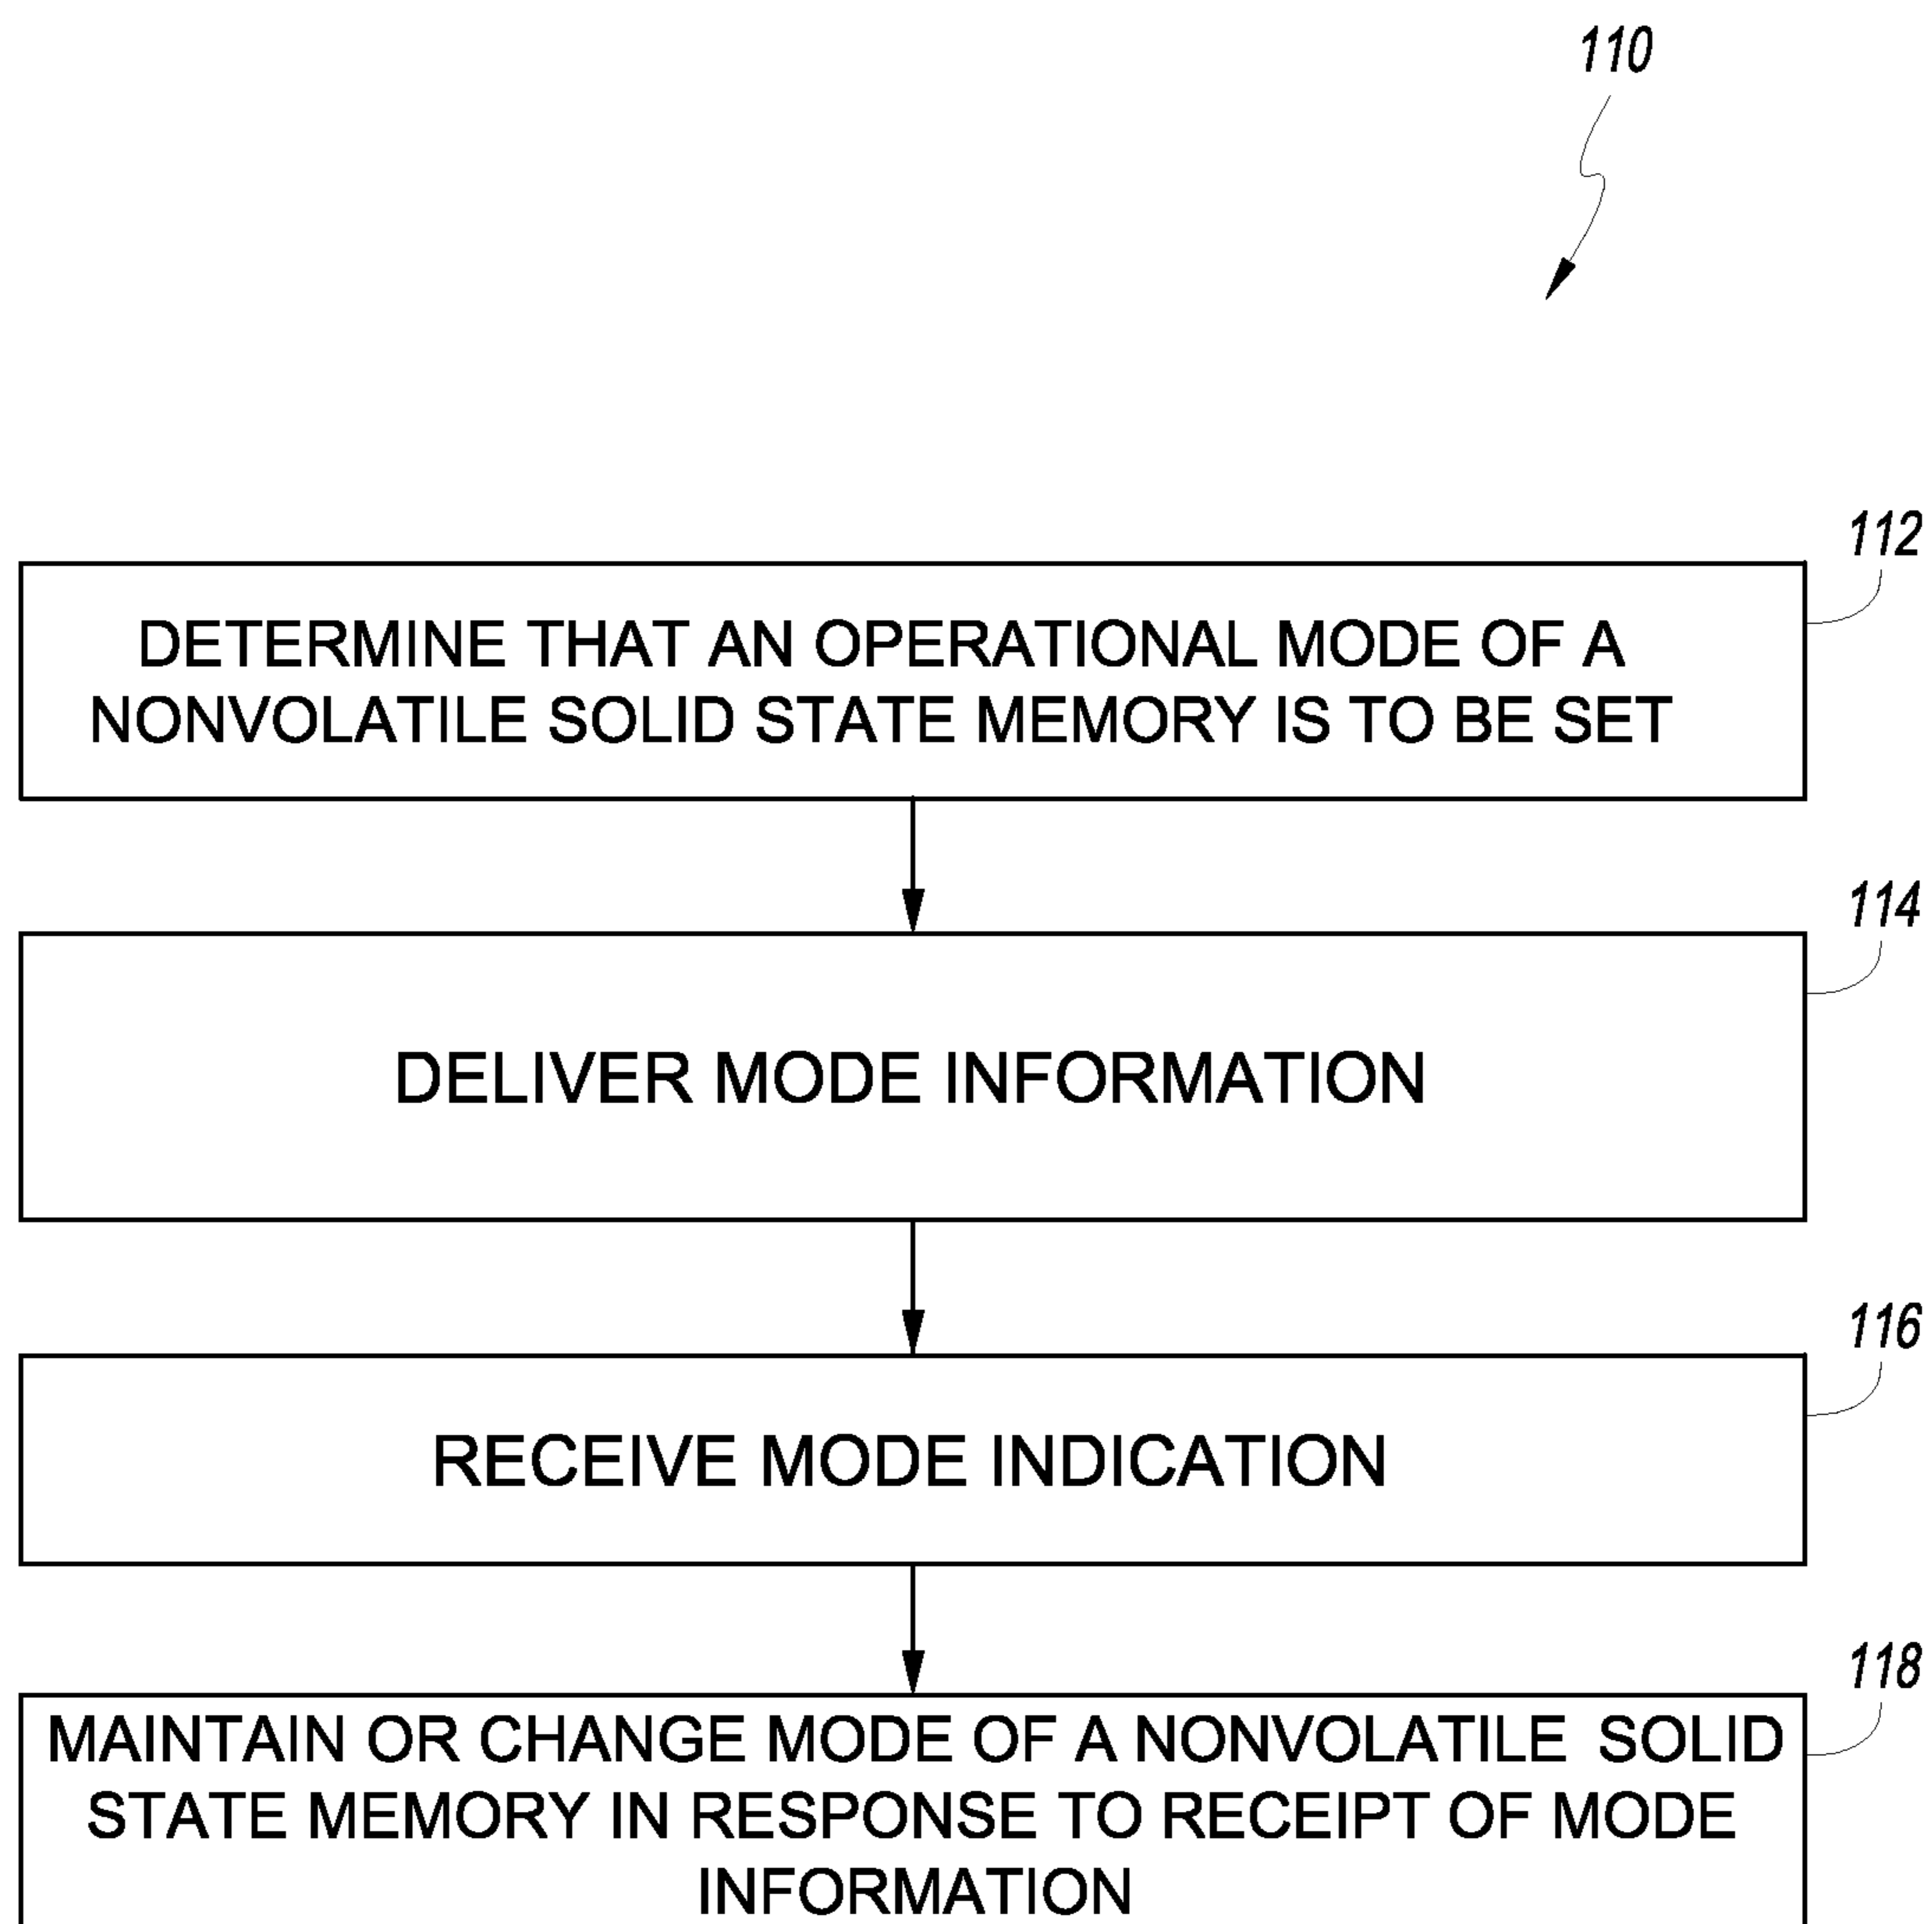 110
112
DETERMINE THAT AN OPERATIONAL MODE OF A
NONVOLATILE SOLID STATE MEMORY IS TO BE SET
114
DELIVER MODE INFORMATION
116
RECEIVE MODE INDICATION
118
MAINTAIN OR CHANGE MODE OF A NONVOLATILE SOLID
STATE MEMORY IN RESPONSE TO RECEIPT OF MODE
INFORMATION